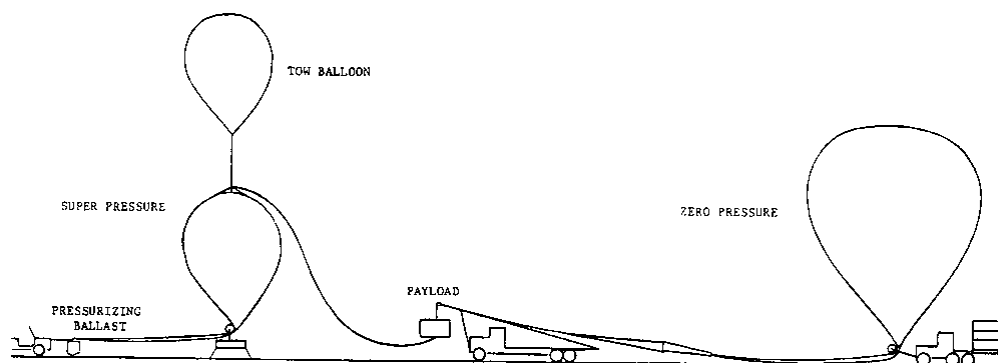 TOW BALLOON
SUPER PRESSURE
ZERO PRESSURE
PAYLOAD
PRESSURIZING
BALLAST